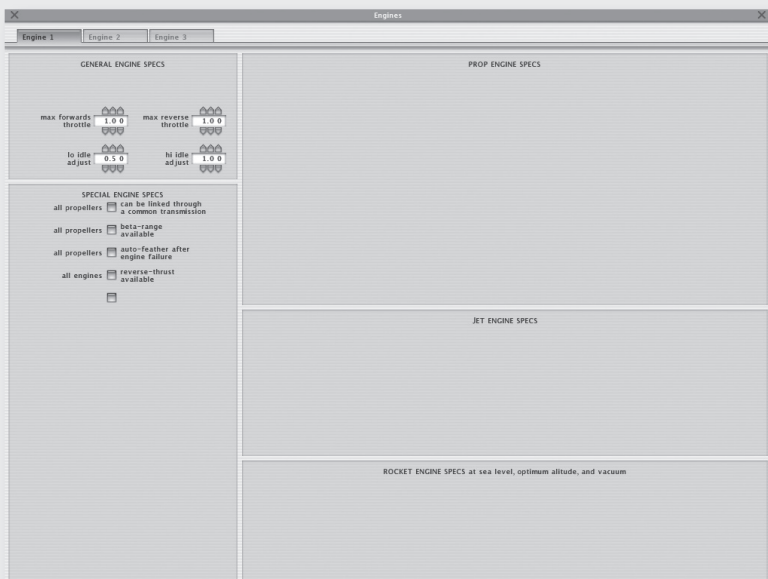 Engines
Engine 1 Engine 2 Engine 3
GENERAL ENGINE SPECS
max forwards throttle 1.0 0
max reverse throttle 1.0 0
lo idle adjust 0.5 0
hi idle adjust 1.0 0
SPECIAL ENGINE SPECS
all propellers can be linked through
a common transmission
all propellers beta-range
available
all propellers auto-feather after
engine failure
all engines reverse-thrust
available
PROP ENGINE SPECS
JET ENGINE SPECS
ROCKET ENGINE SPECS at sea level, optimum alitude, and vacuum